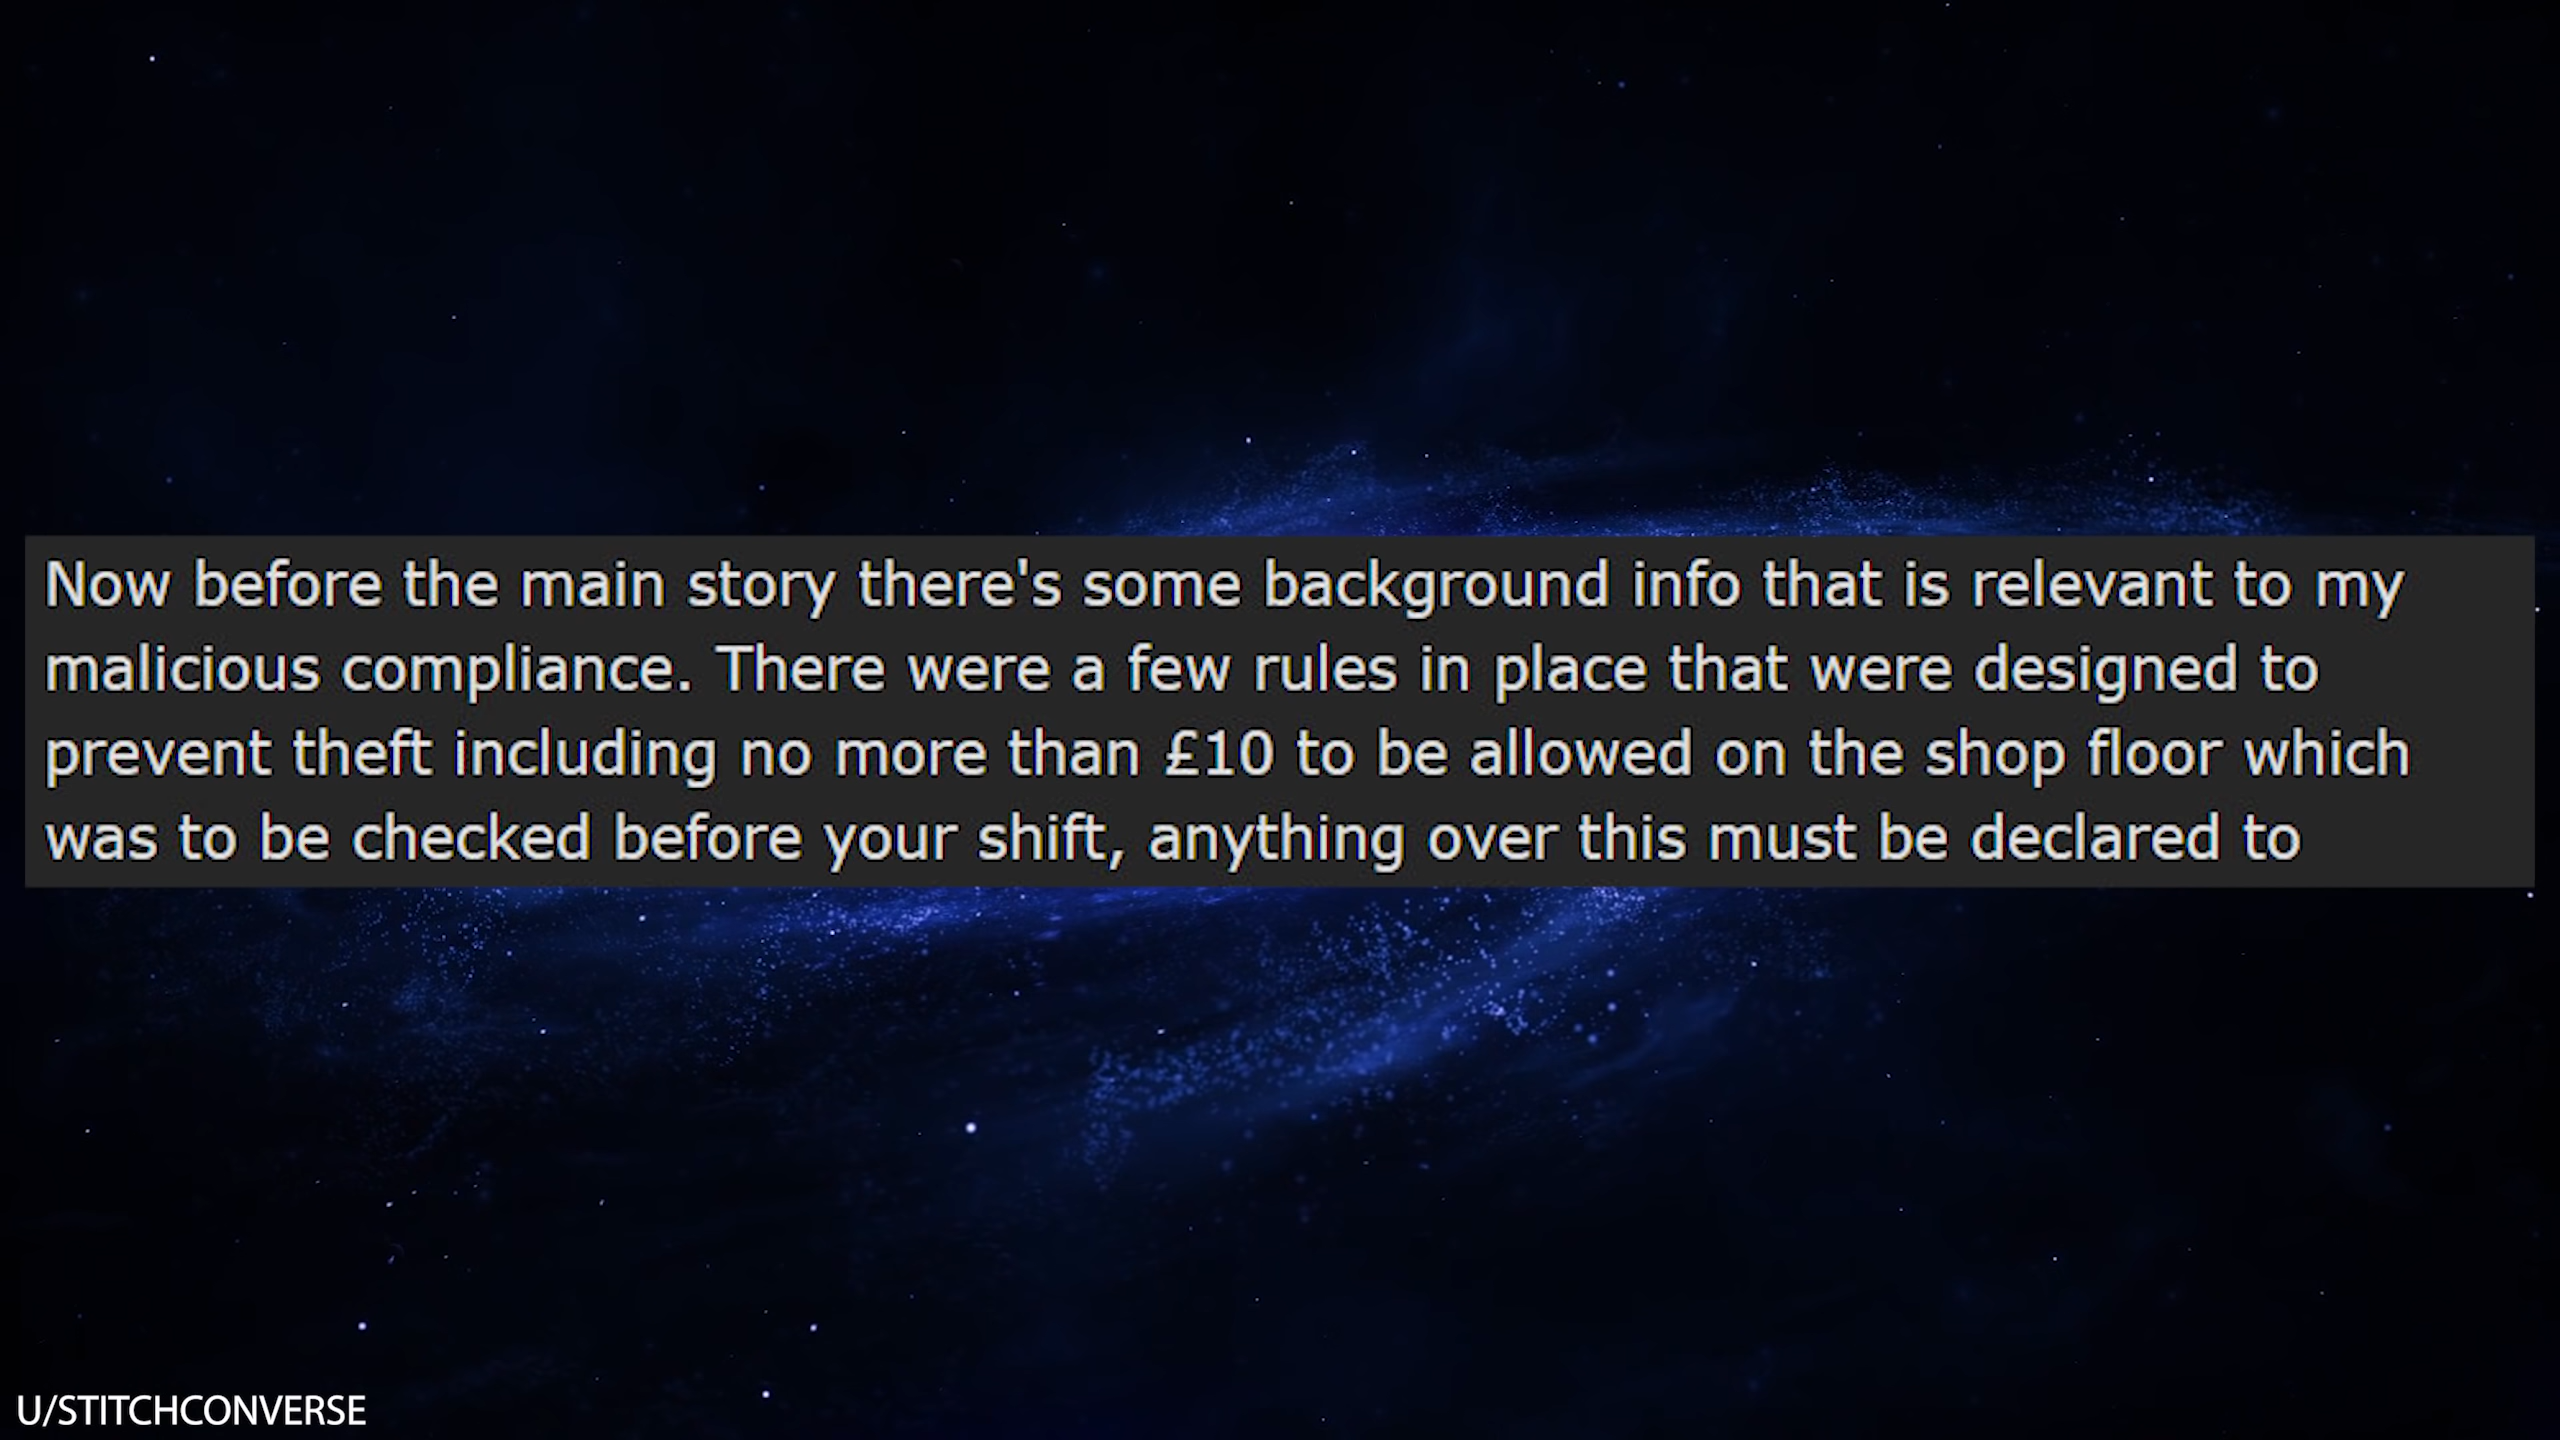 Now before the main story there's some background info that is relevant to my
malicious compliance. There were a few rules in place that were designed to
prevent theft including no more than £10 to be allowed on the shop floor which
was to be checked before your shift, anything over this must be declared to
U/STITCHCONVERSE